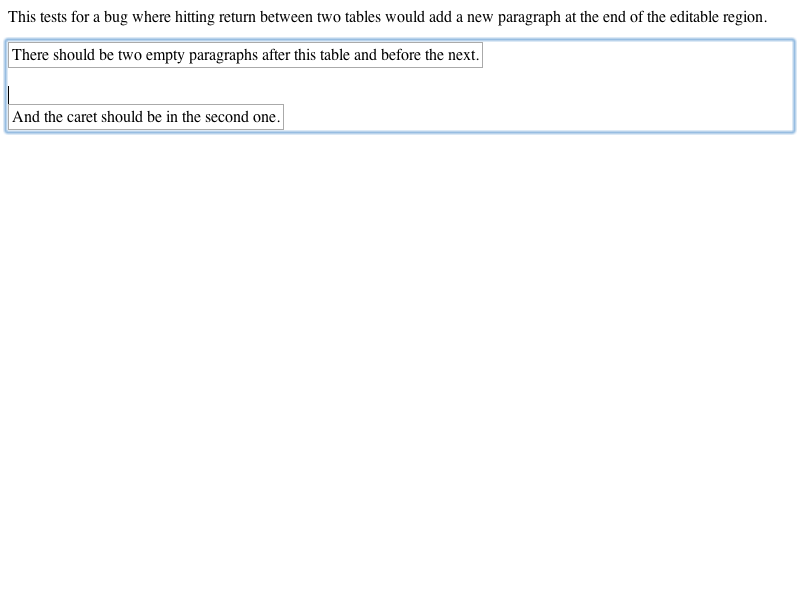 This tests for a bug where hitting return between two tables would add a new paragraph at the end of the editable region.
There should be two empty paragraphs after this table and before the next.
And the caret should be in the second one.